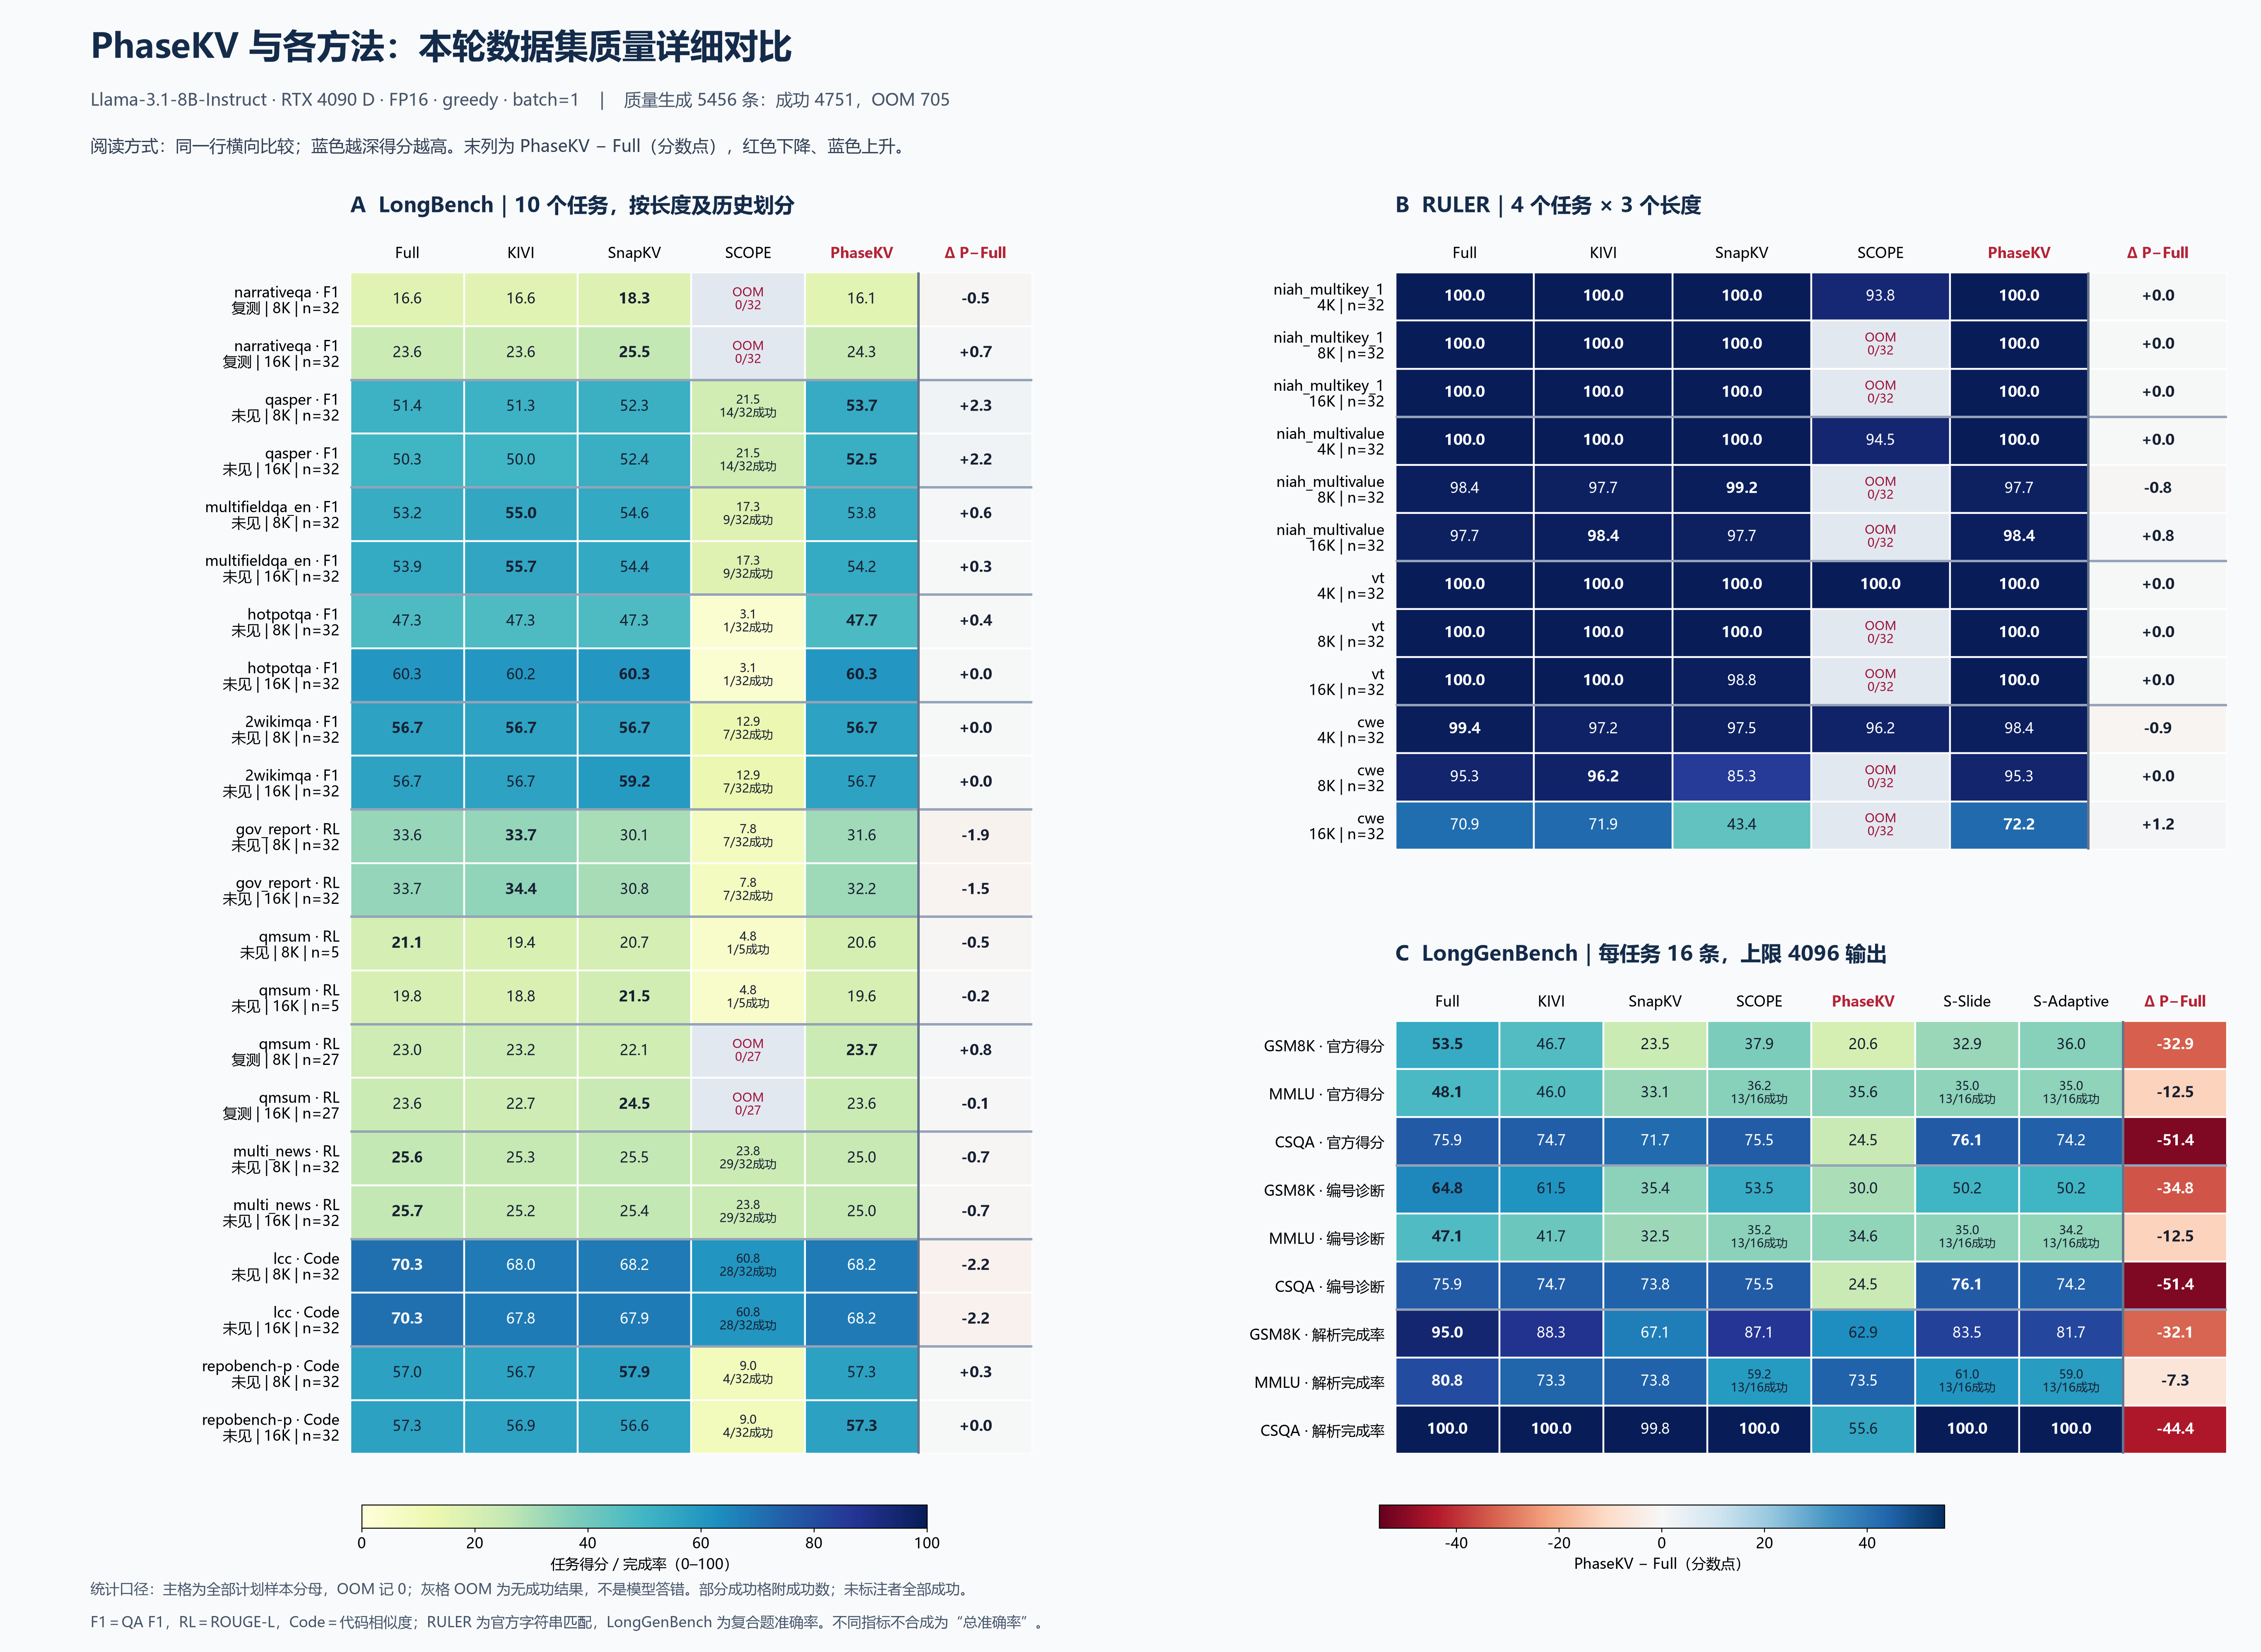 PhaseKV 与各方法：本轮数据集质量详细对比
Llama-3.1-8B-Instruct · RTX 4090 D · FP16 · greedy · batch=1 | 质量生成 5456 条：成功 4751，OOM 705
阅读方式：同一行横向比较；蓝色越深得分越高。末列为 PhaseKV − Full（分数点），红色下降、蓝色上升。
A LongBench | 10 个任务，按长度及历史划分
Full KIVI SnapKV SCOPE PhaseKV Δ P−Full
narrativeqa · F1
复测 | 8K | n=32
16.6 16.6 18.3 OOM 0/32 16.1 -0.5
narrativeqa · F1
复测 | 16K | n=32
23.6 23.6 25.5 OOM 0/32 24.3 +0.7
qasper · F1
未见 | 8K | n=32
51.4 51.3 52.3 21.5 14/32成功 53.7 +2.3
qasper · F1
未见 | 16K | n=32
50.3 50.0 52.4 21.5 14/32成功 52.5 +2.2
multifieldqa_en · F1
未见 | 8K | n=32
53.2 55.0 54.6 17.3 9/32成功 53.8 +0.6
multifieldqa_en · F1
未见 | 16K | n=32
53.9 55.7 54.4 17.3 9/32成功 54.2 +0.3
hotpotqa · F1
未见 | 8K | n=32
47.3 47.3 47.3 3.1 1/32成功 47.7 +0.4
hotpotqa · F1
未见 | 16K | n=32
60.3 60.2 60.3 3.1 1/32成功 60.3 +0.0
2wikimqa · F1
未见 | 8K | n=32
56.7 56.7 56.7 12.9 7/32成功 56.7 +0.0
2wikimqa · F1
未见 | 16K | n=32
56.7 56.7 59.2 12.9 7/32成功 56.7 +0.0
gov_report · RL
未见 | 8K | n=32
33.6 33.7 30.1 7.8 7/32成功 31.6 -1.9
gov_report · RL
未见 | 16K | n=32
33.7 34.4 30.8 7.8 7/32成功 32.2 -1.5
qmsum · RL
未见 | 8K | n=5
21.1 19.4 20.7 4.8 1/5成功 20.6 -0.5
qmsum · RL
未见 | 16K | n=5
19.8 18.8 21.5 4.8 1/5成功 19.6 -0.2
qmsum · RL
复测 | 8K | n=27
23.0 23.2 22.1 OOM 0/27 23.7 +0.8
qmsum · RL
复测 | 16K | n=27
23.6 22.7 24.5 OOM 0/27 23.6 -0.1
multi_news · RL
未见 | 8K | n=32
25.6 25.3 25.5 23.8 29/32成功 25.0 -0.7
multi_news · RL
未见 | 16K | n=32
25.7 25.2 25.4 23.8 29/32成功 25.0 -0.7
lcc · Code
未见 | 8K | n=32
70.3 68.0 68.2 60.8 28/32成功 68.2 -2.2
lcc · Code
未见 | 16K | n=32
70.3 67.8 67.9 60.8 28/32成功 68.2 -2.2
repobench-p · Code
未见 | 8K | n=32
57.0 56.7 57.9 9.0 4/32成功 57.3 +0.3
repobench-p · Code
未见 | 16K | n=32
57.3 56.9 56.6 9.0 4/32成功 57.3 +0.0
B RULER | 4 个任务 × 3 个长度
Full KIVI SnapKV SCOPE PhaseKV Δ P−Full
niah_multikey_1
4K | n=32
100.0 100.0 100.0 93.8 100.0 +0.0
niah_multikey_1
8K | n=32
100.0 100.0 100.0 OOM 0/32 100.0 +0.0
niah_multikey_1
16K | n=32
100.0 100.0 100.0 OOM 0/32 100.0 +0.0
niah_multivalue
4K | n=32
100.0 100.0 100.0 94.5 100.0 +0.0
niah_multivalue
8K | n=32
98.4 97.7 99.2 OOM 0/32 97.7 -0.8
niah_multivalue
16K | n=32
97.7 98.4 97.7 OOM 0/32 98.4 +0.8
vt
4K | n=32
100.0 100.0 100.0 100.0 100.0 +0.0
vt
8K | n=32
100.0 100.0 100.0 OOM 0/32 100.0 +0.0
vt
16K | n=32
100.0 100.0 98.8 OOM 0/32 100.0 +0.0
cwe
4K | n=32
99.4 97.2 97.5 96.2 98.4 -0.9
cwe
8K | n=32
95.3 96.2 85.3 OOM 0/32 95.3 +0.0
cwe
16K | n=32
70.9 71.9 43.4 OOM 0/32 72.2 +1.2
C LongGenBench | 每任务 16 条，上限 4096 输出
Full KIVI SnapKV SCOPE PhaseKV S-Slide S-Adaptive Δ P−Full
GSM8K · 官方得分 53.5 46.7 23.5 37.9 20.6 32.9 36.0 -32.9
MMLU · 官方得分 48.1 46.0 33.1 36.2 13/16成功 35.6 35.0 13/16成功 35.0 13/16成功 -12.5
CSQA · 官方得分 75.9 74.7 71.7 75.5 24.5 76.1 74.2 -51.4
GSM8K · 编号诊断 64.8 61.5 35.4 53.5 30.0 50.2 50.2 -34.8
MMLU · 编号诊断 47.1 41.7 32.5 35.2 13/16成功 34.6 35.0 13/16成功 34.2 13/16成功 -12.5
CSQA · 编号诊断 75.9 74.7 73.8 75.5 24.5 76.1 74.2 -51.4
GSM8K · 解析完成率 95.0 88.3 67.1 87.1 62.9 83.5 81.7 -32.1
MMLU · 解析完成率 80.8 73.3 73.8 59.2 13/16成功 73.5 61.0 13/16成功 59.0 13/16成功 -7.3
CSQA · 解析完成率 100.0 100.0 99.8 100.0 55.6 100.0 100.0 -44.4
0 20 40 60 80 100
任务得分 / 完成率（0–100）
-40 -20 0 20 40
PhaseKV − Full（分数点）
统计口径：主格为全部计划样本分母，OOM 记 0；灰格 OOM 为无成功结果，不是模型答错。部分成功格附成功数；未标注者全部成功。
F1＝QA F1，RL＝ROUGE-L，Code＝代码相似度；RULER 为官方字符串匹配，LongGenBench 为复合题准确率。不同指标不合成为“总准确率”。